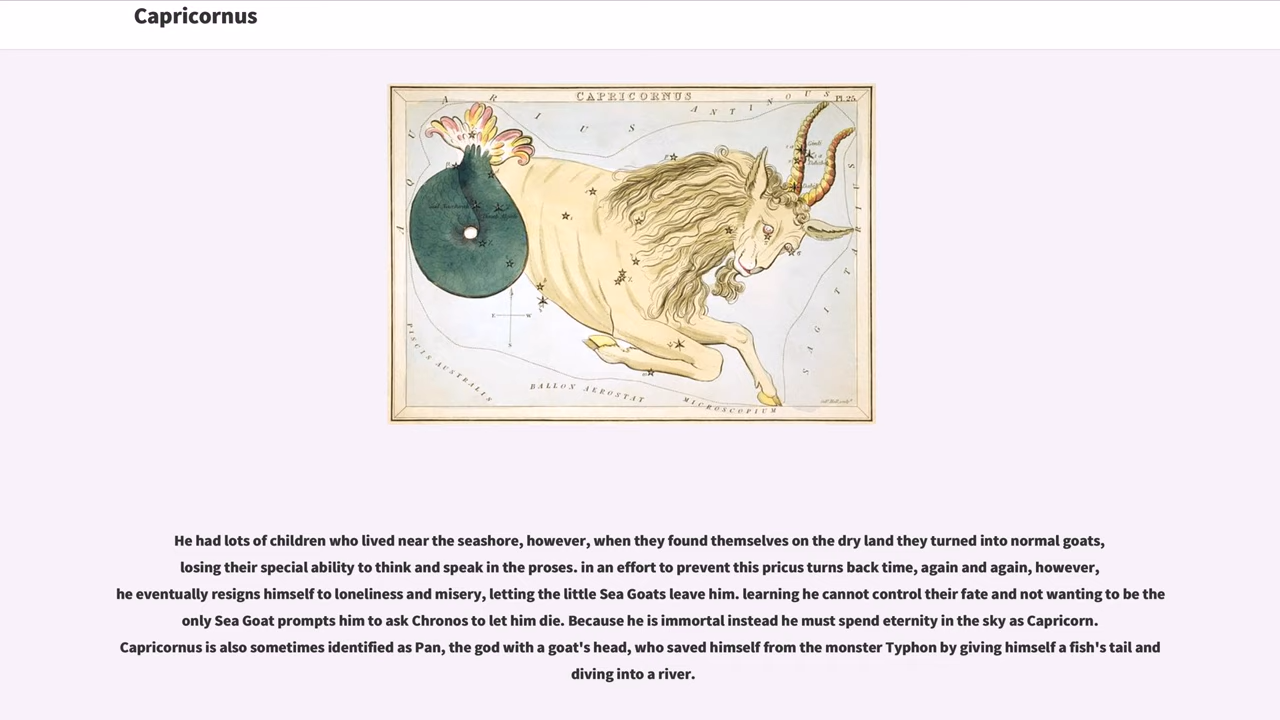 Capricornus
CAPRICORNUS
Pl. 25.
A Q U A R I U S
A N T I N O U S
S A G I T T A R I U S
E W
S
PISCIS AUSTRALIS
BALLON AEROSTAT
MICROSCOPIUM
He had lots of children who lived near the seashore, however, when they found themselves on the dry land they turned into normal goats,
losing their special ability to think and speak in the proses. in an effort to prevent this pricus turns back time, again and again, however,
he eventually resigns himself to loneliness and misery, letting the little Sea Goats leave him. learning he cannot control their fate and not wanting to be the
only Sea Goat prompts him to ask Chronos to let him die. Because he is immortal instead he must spend eternity in the sky as Capricorn.
Capricornus is also sometimes identified as Pan, the god with a goat's head, who saved himself from the monster Typhon by giving himself a fish's tail and
diving into a river.